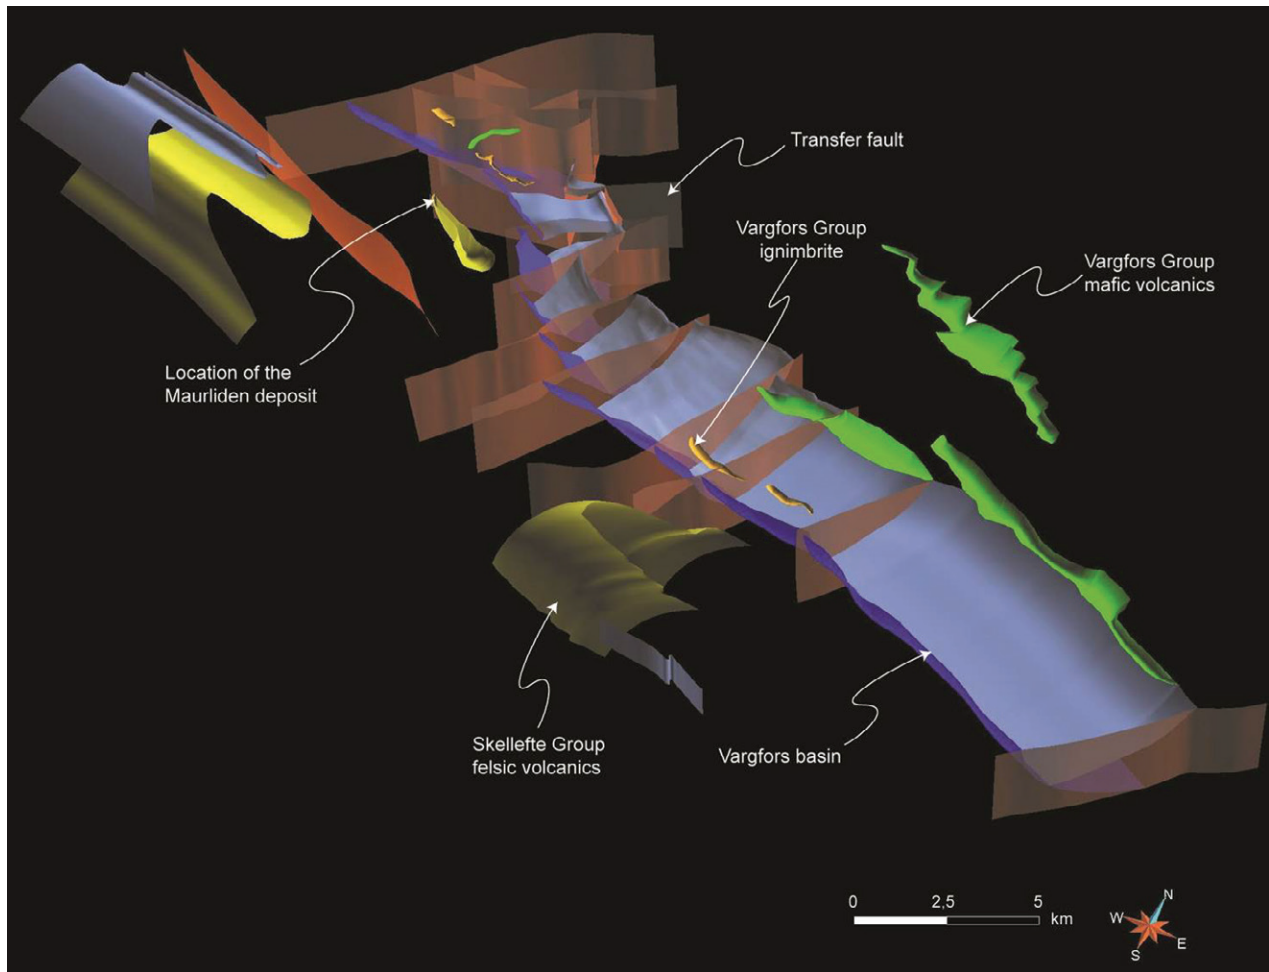 Transfer fault
Vargfors Group
ignimbrite
Vargfors Group
mafic volcanics
Location of the
Maurliden deposit
Skellefte Group
felsic volcanics
Vargfors basin
0 2,5 5
km
N
W
E
S